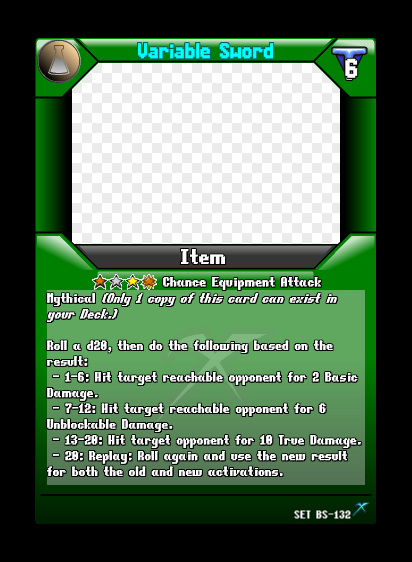 Variable Sword
6
Item
Chance Equipment Attack
Mythical (Only 1 copy of this card can exist in
your Deck.)
Roll a d20, then do the following based on the
result:
- 1-6: Hit target reachable opponent for 2 Basic
Damage.
- 7-12: Hit target reachable opponent for 6
Unblockable Damage.
- 13-20: Hit target opponent for 10 True Damage.
- 20: Replay: Roll again and use the new result
for both the old and new activations.
SET BS-132